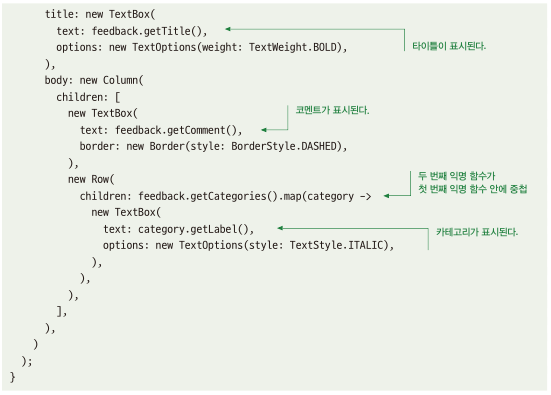 title: new TextBox(
text: feedback.getTitle(),
options: new TextOptions(weight: TextWeight.BOLD),
타이틀이 표시된다.
),
body: new Column(
children: [
new TextBox(
코멘트가 표시된다.
text: feedback.getComment(),
border: new Border(style: BorderStyle.DASHED),
),
new Row(
children: feedback.getCategories().map(category ->
두 번째 익명 함수가
첫 번째 익명 함수 안에 중첩
new TextBox(
text: category.getLabel(),
카테고리가 표시된다.
options: new TextOptions(style: TextStyle.ITALIC),
),
),
),
],
),
)
);
}